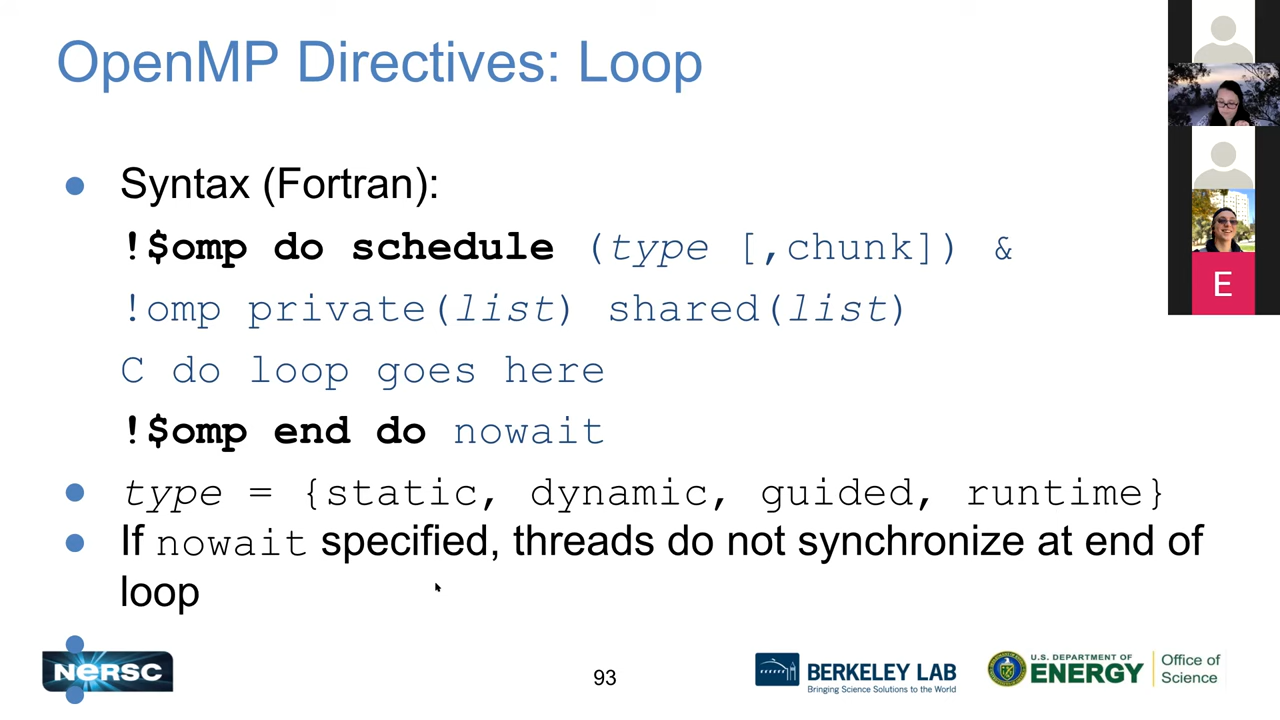 OpenMP Directives: Loop
● Syntax (Fortran):
!$omp do schedule (type [,chunk]) &
!omp private(list) shared(list)
C do loop goes here
!$omp end do nowait
● type = {static, dynamic, guided, runtime}
● If nowait specified, threads do not synchronize at end of
loop
E
NERSC
93
BERKELEY LAB
Bringing Science Solutions to the World
U.S. DEPARTMENT OF
ENERGY
Office of
Science